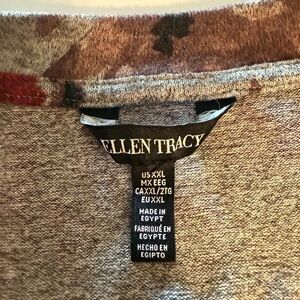 ELLEN TRACY
US XXL
MX EEG
CA XXL/2TG
EU XXL
MADE IN
EGYPT
FABRIQUÉ EN
EGYPTE
HECHO EN
EGIPTO